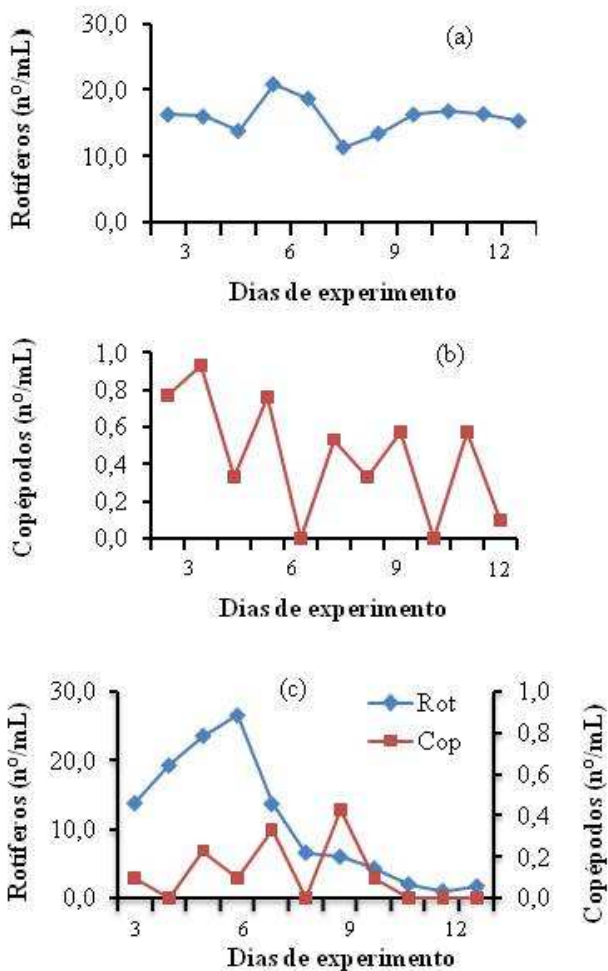 (a)
Rotíferos (nº/mL)
30,0
20,0
10,0
0,0
3 6 9 12
Dias de experimento
(b)
Copépodos (nº/mL)
1,0
0,8
0,6
0,4
0,2
0,0
3 6 9 12
Dias de experimento
(c)
Rot
Cop
Rotíferos (nº/mL)
30,0
20,0
10,0
0,0
Copépodos (nº/mL)
1,0
0,8
0,6
0,4
0,2
0,0
3 6 9 12
Dias de experimento